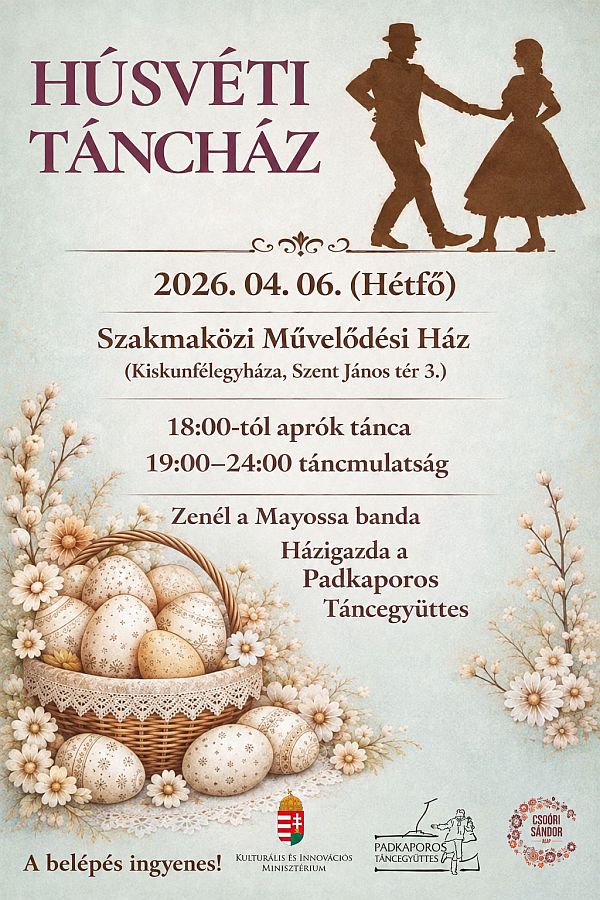 HÚSVÉTI
TÁNCHÁZ
2026. 04. 06. (Hétfő)
Szakmaközi Művelődési Ház
(Kiskunfélegyháza, Szent János tér 3.)
18:00-tól aprók tánca
19:00–24:00 táncmulatság
Zenél a Mayossa banda
Házigazda a
Padkaporos
Táncegyüttes
A belépés ingyenes!
Kulturális és Innovációs
Minisztérium
PADKAPOROS
TÁNCEGYÜTTES
CSOÓRI
SÁNDOR
ALAP